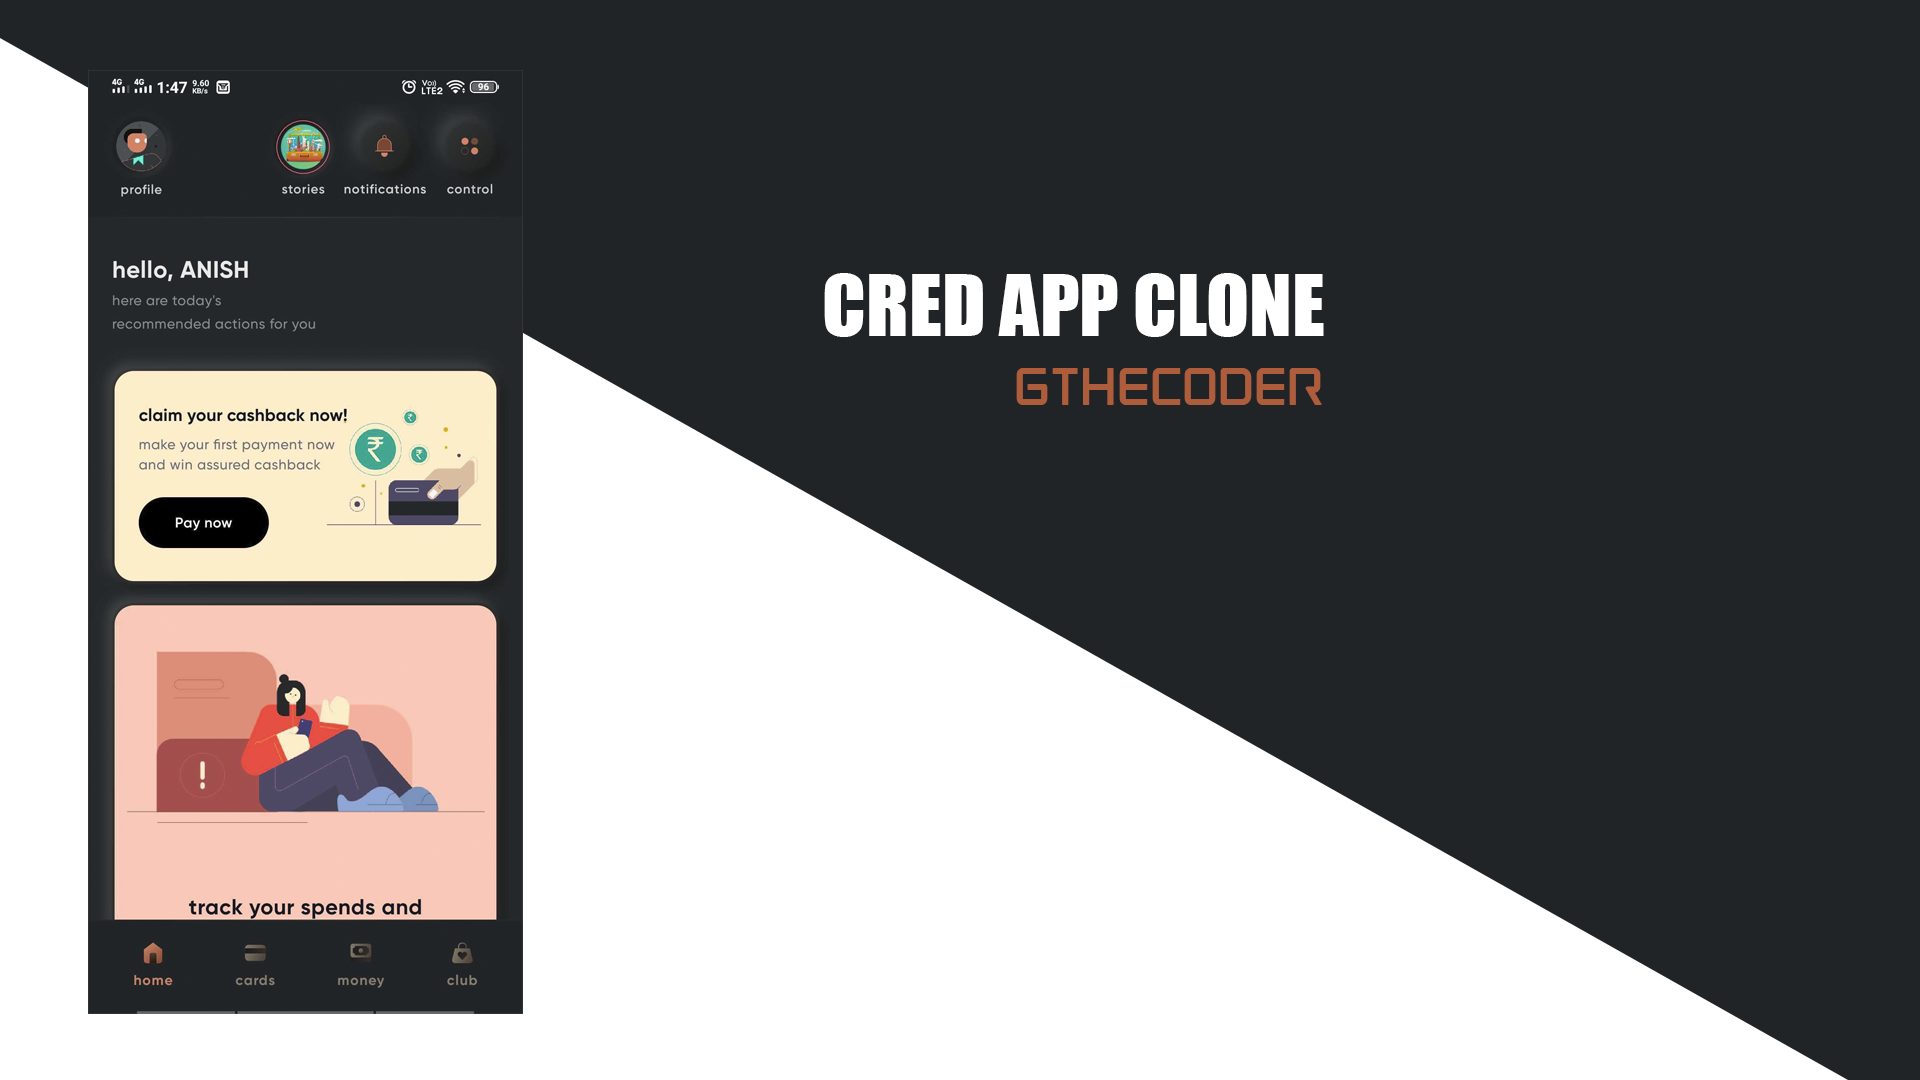 4G 4G 1:47 9.60 KB/s Vo) LTE2 96
profile stories notifications control
hello, ANISH
here are today's
recommended actions for you
claim your cashback now!
make your first payment now
and win assured cashback
Pay now
track your spends and
home cards money club
CRED APP CLONE
GTHECODER